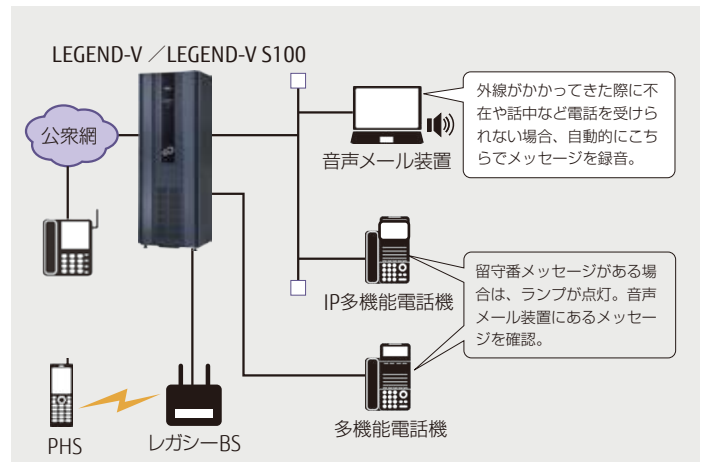 LEGEND-V ／LEGEND-V S100
公衆網
外線がかかってきた際に不
在や話中など電話を受けら
れない場合、自動的にこち
らでメッセージを録音。
音声メール装置
留守番メッセージがある場
合は、ランプが点灯。音声
メール装置にあるメッセー
ジを確認。
IP多機能電話機
多機能電話機
PHS
レガシーBS